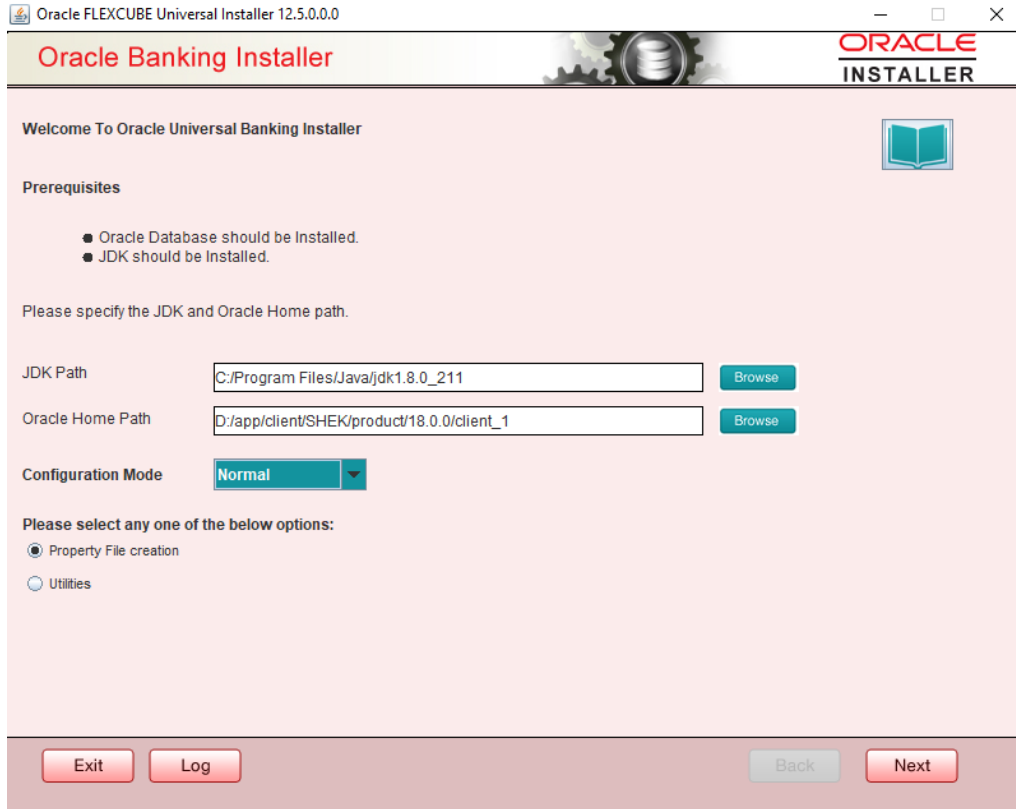 Oracle FLEXCUBE Universal Installer 12.5.0.0.0
Oracle Banking Installer
ORACLE
INSTALLER
Welcome To Oracle Universal Banking Installer
Prerequisites
Oracle Database should be Installed.
JDK should be Installed.
Please specify the JDK and Oracle Home path.
JDK Path C:/Program Files/Java/jdk1.8.0_211 Browse
Oracle Home Path D:/app/client/SHEK/product/18.0.0/client_1 Browse
Configuration Mode Normal
Please select any one of the below options:
Property File creation
Utilities
Exit Log Back Next